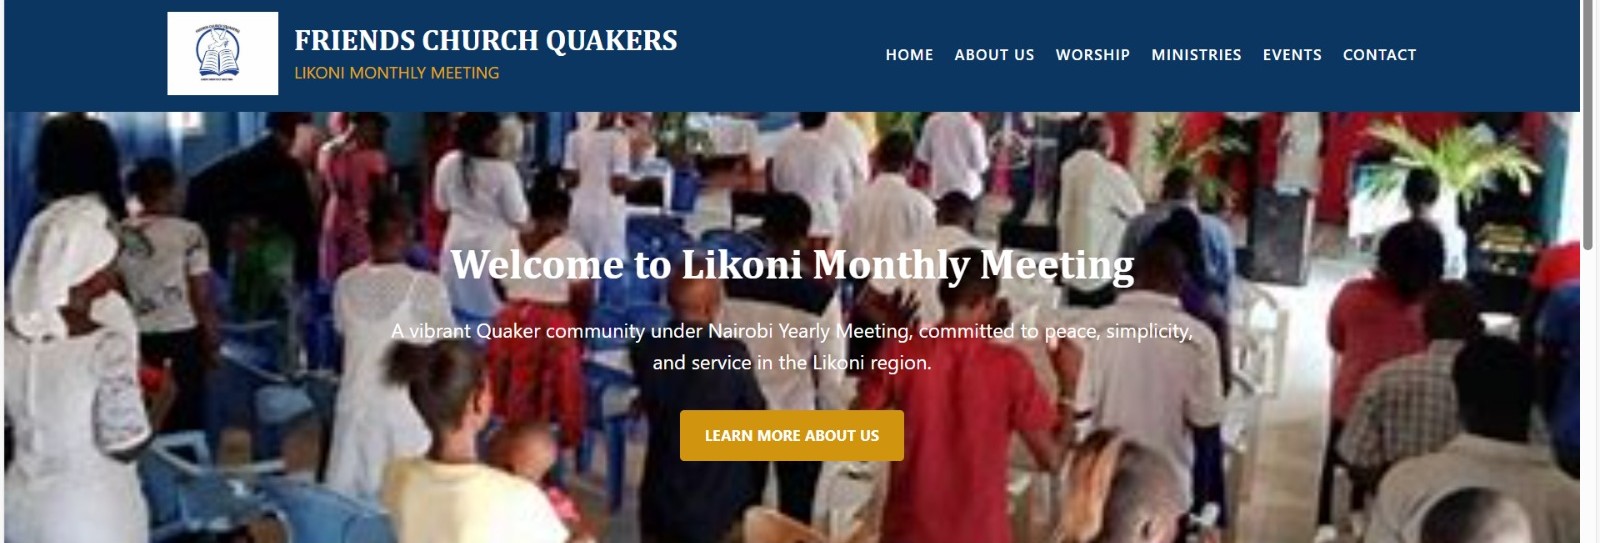 FRIENDS CHURCH QUAKERS
LIKONI MONTHLY MEETING
HOME ABOUT US WORSHIP MINISTRIES EVENTS CONTACT
Welcome to Likoni Monthly Meeting
A vibrant Quaker community under Nairobi Yearly Meeting, committed to peace, simplicity,
and service in the Likoni region.
LEARN MORE ABOUT US